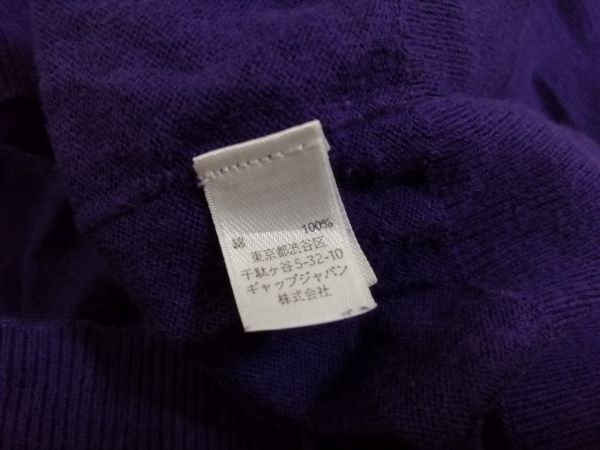 綿 100%
東京都渋谷区
千駄ヶ谷5-32-10
ギャップジャパン
株式会社